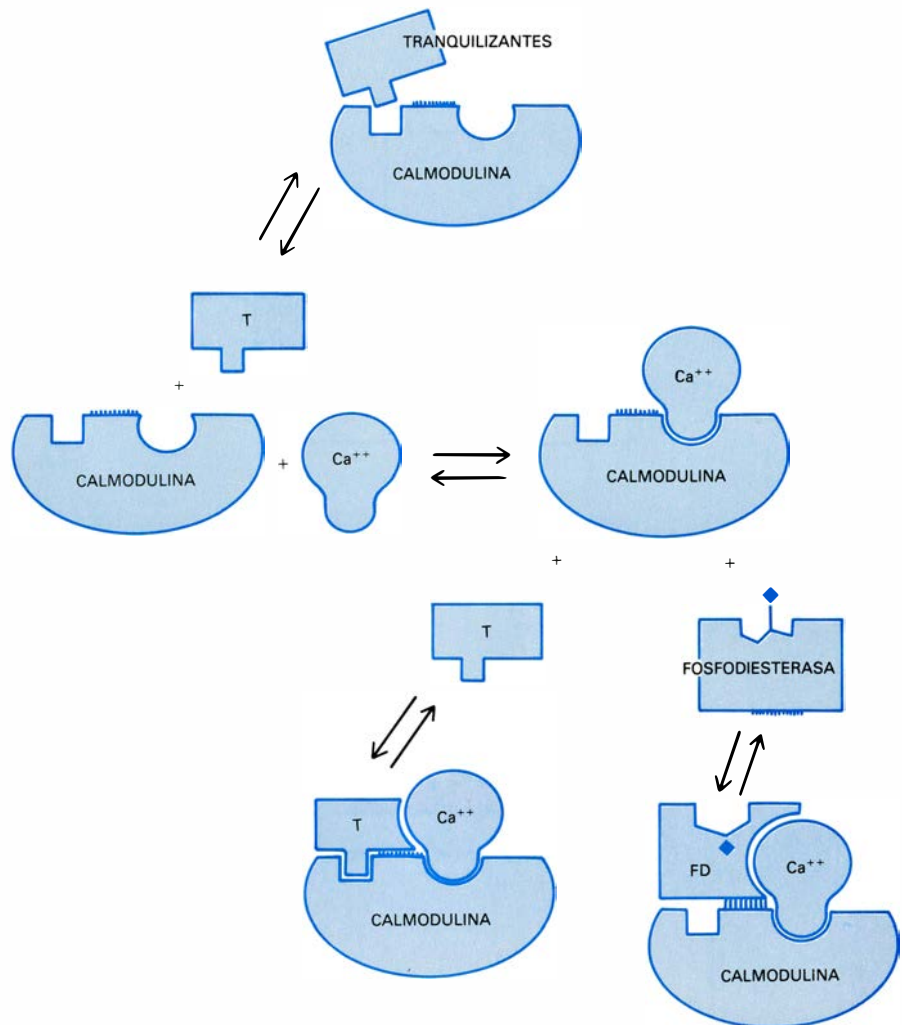 TRANQUILIZANTES
CALMODULINA
T
+
CALMODULINA
+
Ca++
Ca++
CALMODULINA
+
+
T
FOSFODIESTERASA
T
Ca++
CALMODULINA
FD
Ca++
CALMODULINA